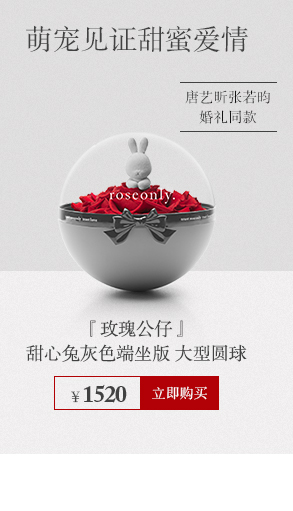 萌宠见证甜蜜爱情
唐艺昕张若昀
婚礼同款
roseonly.
『 玫瑰公仔 』
甜心兔灰色端坐版 大型圆球
¥ 1520 立即购买